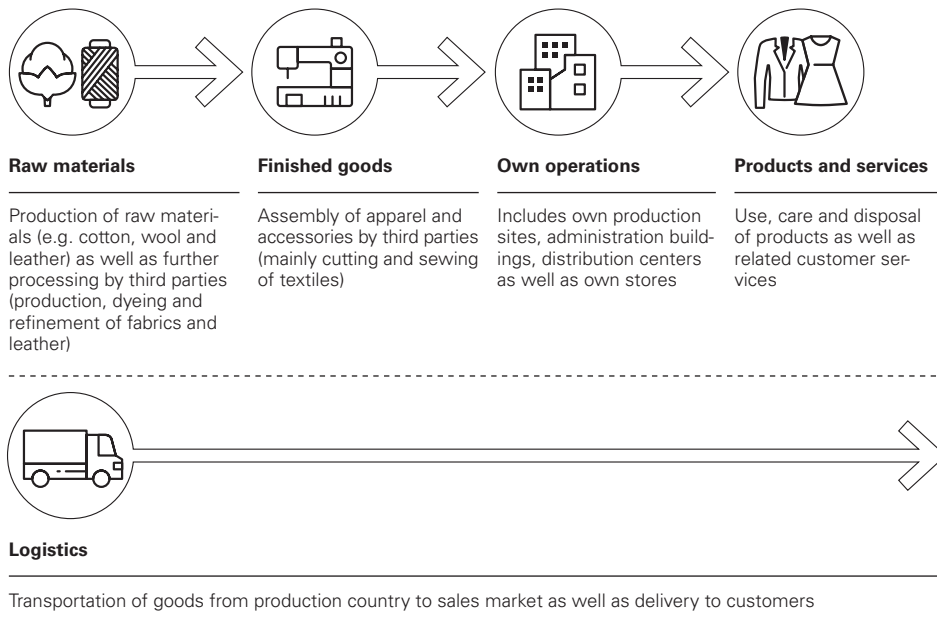 Raw materials
Production of raw materi-
als (e.g. cotton, wool and
leather) as well as further
processing by third parties
(production, dyeing and
refinement of fabrics and
leather)
Finished goods
Assembly of apparel and
accessories by third parties
(mainly cutting and sewing
of textiles)
Own operations
Includes own production
sites, administration build-
ings, distribution centers
as well as own stores
Products and services
Use, care and disposal
of products as well as
related customer ser-
vices
Logistics
Transportation of goods from production country to sales market as well as delivery to customers